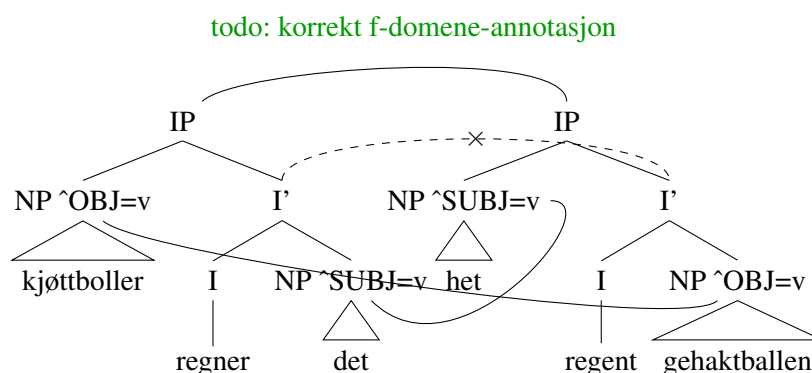 todo: korrekt f-domene-annotasjon
IP IP
NP ^OBJ=v I' NP ^SUBJ=v I'
kjøttboller I NP ^SUBJ=v het I NP ^OBJ=v
regner det regent gehaktballen